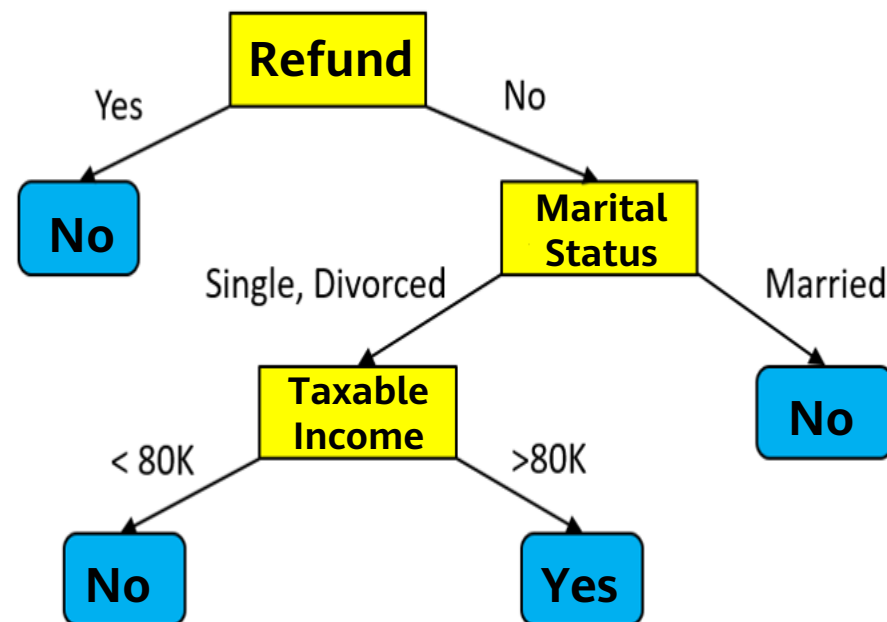 Refund
Yes
No
No
Marital
Status
Single, Divorced
Married
Taxable
Income
No
< 80K
>80K
No
Yes